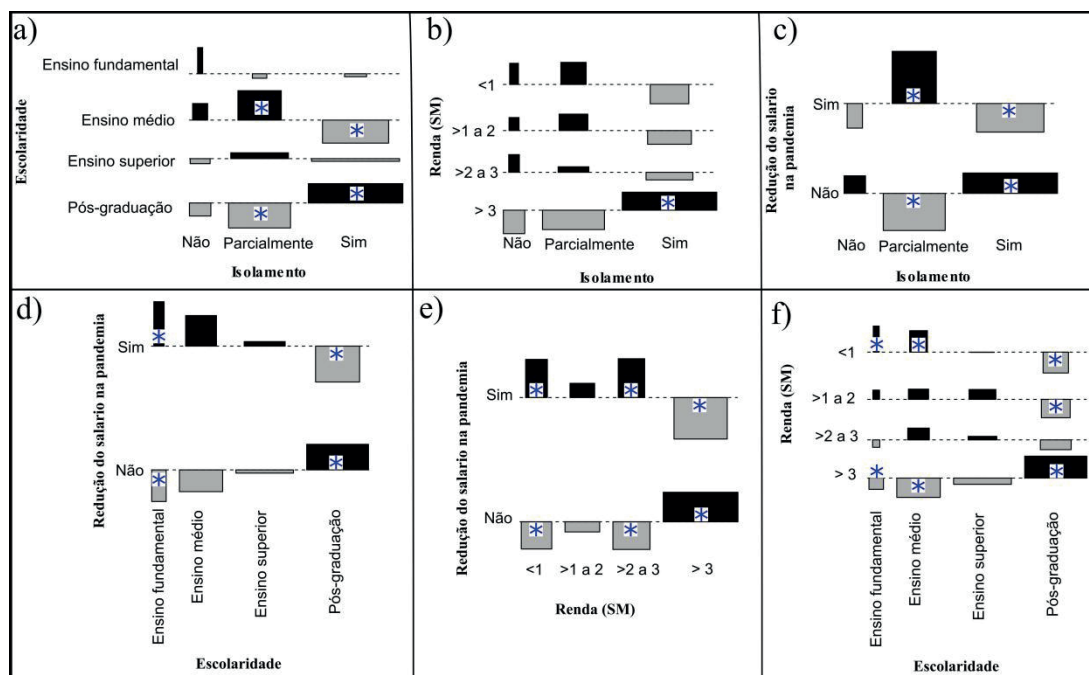 a)
Escolaridade
Ensino fundamental
Ensino médio
Ensino superior
Pós-graduação
Não Parcialmente Sim
Isolamento
b)
Renda (SM)
<1
>1 a 2
>2 a 3
> 3
Não Parcialmente Sim
Isolamento
c)
Redução do salario
na pandemia
Sim
Não
Não Parcialmente Sim
Isolamento
d)
Redução do salario na pandemia
Sim
Não
Ensino fundamental
Ensino médio
Ensino superior
Pós-graduação
Escolaridade
e)
Redução do salario na pandemia
Sim
Não
<1 >1 a 2 >2 a 3 > 3
Renda (SM)
f)
Renda (SM)
<1
>1 a 2
>2 a 3
> 3
Ensino fundamental
Ensino médio
Ensino superior
Pós-graduação
Escolaridade